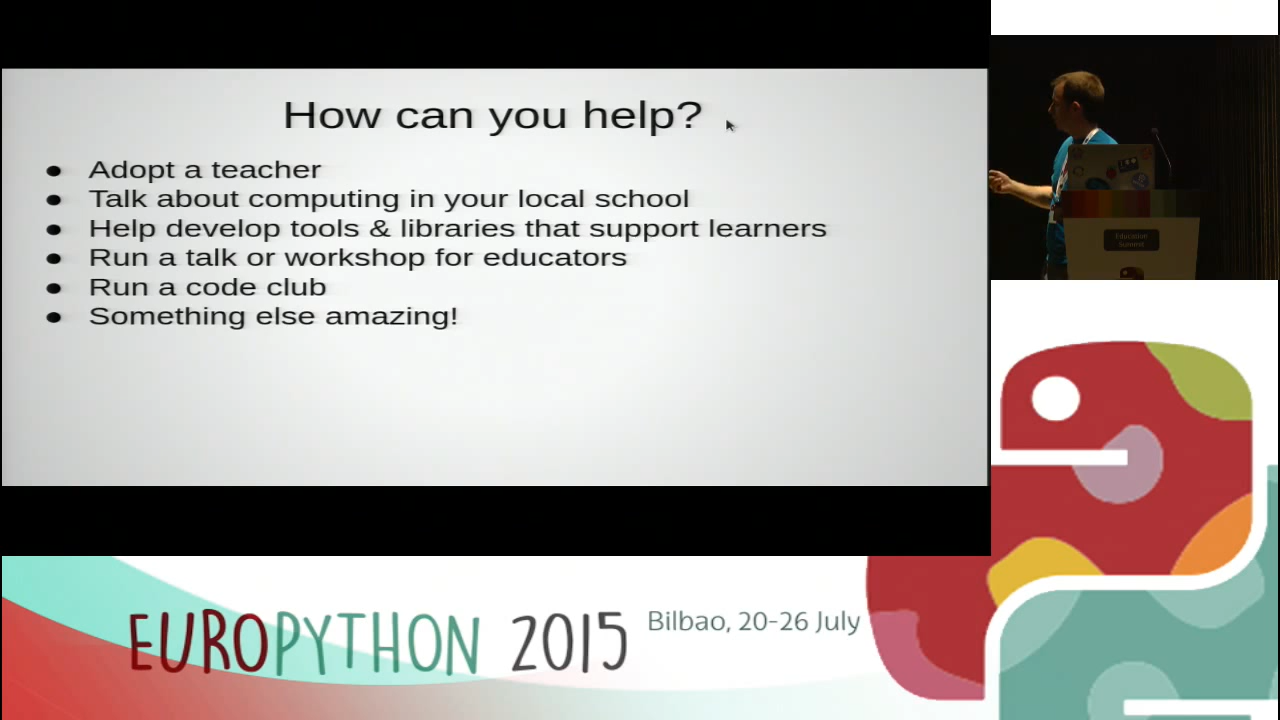 How can you help?
● Adopt a teacher
● Talk about computing in your local school
● Help develop tools & libraries that support learners
● Run a talk or workshop for educators
● Run a code club
● Something else amazing!
Education
Summit
EUROPYTHON 2015
Bilbao, 20-26 July